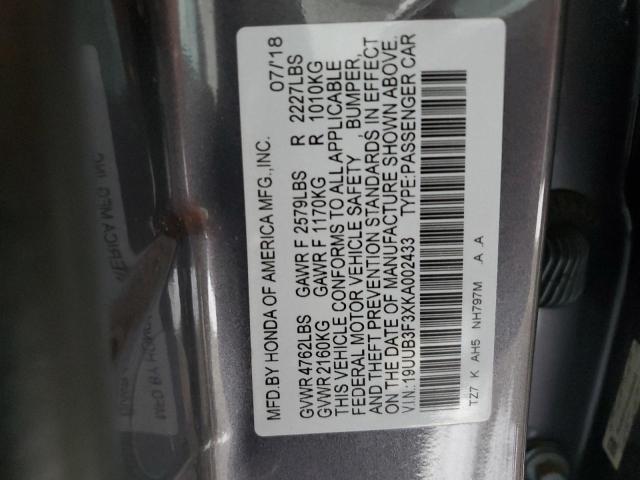 MFD.BY HONDA OF AMERICA MFG.,INC. 07/18
GVWR 4762LBS GAWR F 2579LBS R 2227LBS
GVWR 2160KG GAWR F 1170KG R 1010KG
THIS VEHICLE CONFORMS TO ALL APPLICABLE
FEDERAL MOTOR VEHICLE SAFETY , BUMPER,
AND THEFT PREVENTION STANDARDS IN EFFECT
ON THE DATE OF MANUFACTURE SHOWN ABOVE.
V.I.N.:19UUB3F3XKA002433 TYPE:PASSENGER CAR
TZ7 K AH5 NH797M A A